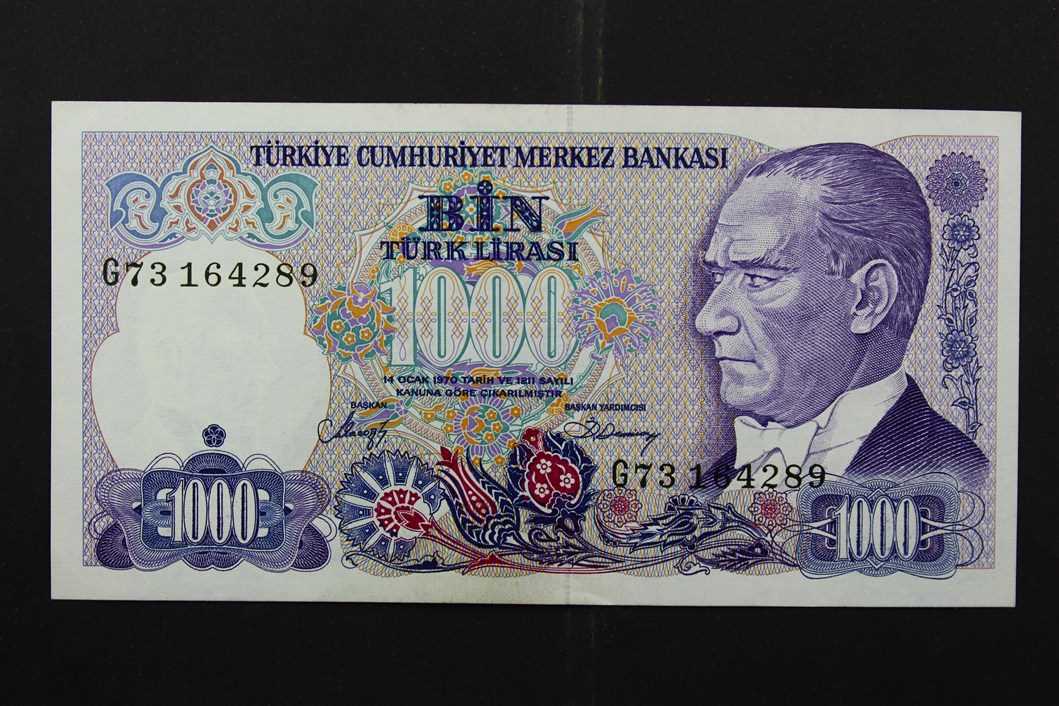 TÜRKİYE CUMHURİYET MERKEZ BANKASI
BİN
TÜRK LİRASI
G73 164289
1000
14 OCAK 1970 TARİH VE 1211 SAYILI
KANUNA GÖRE ÇIKARILMIŞTIR
BAŞKAN
BAŞKAN YARDIMCISI
G73 164289
1000
1000